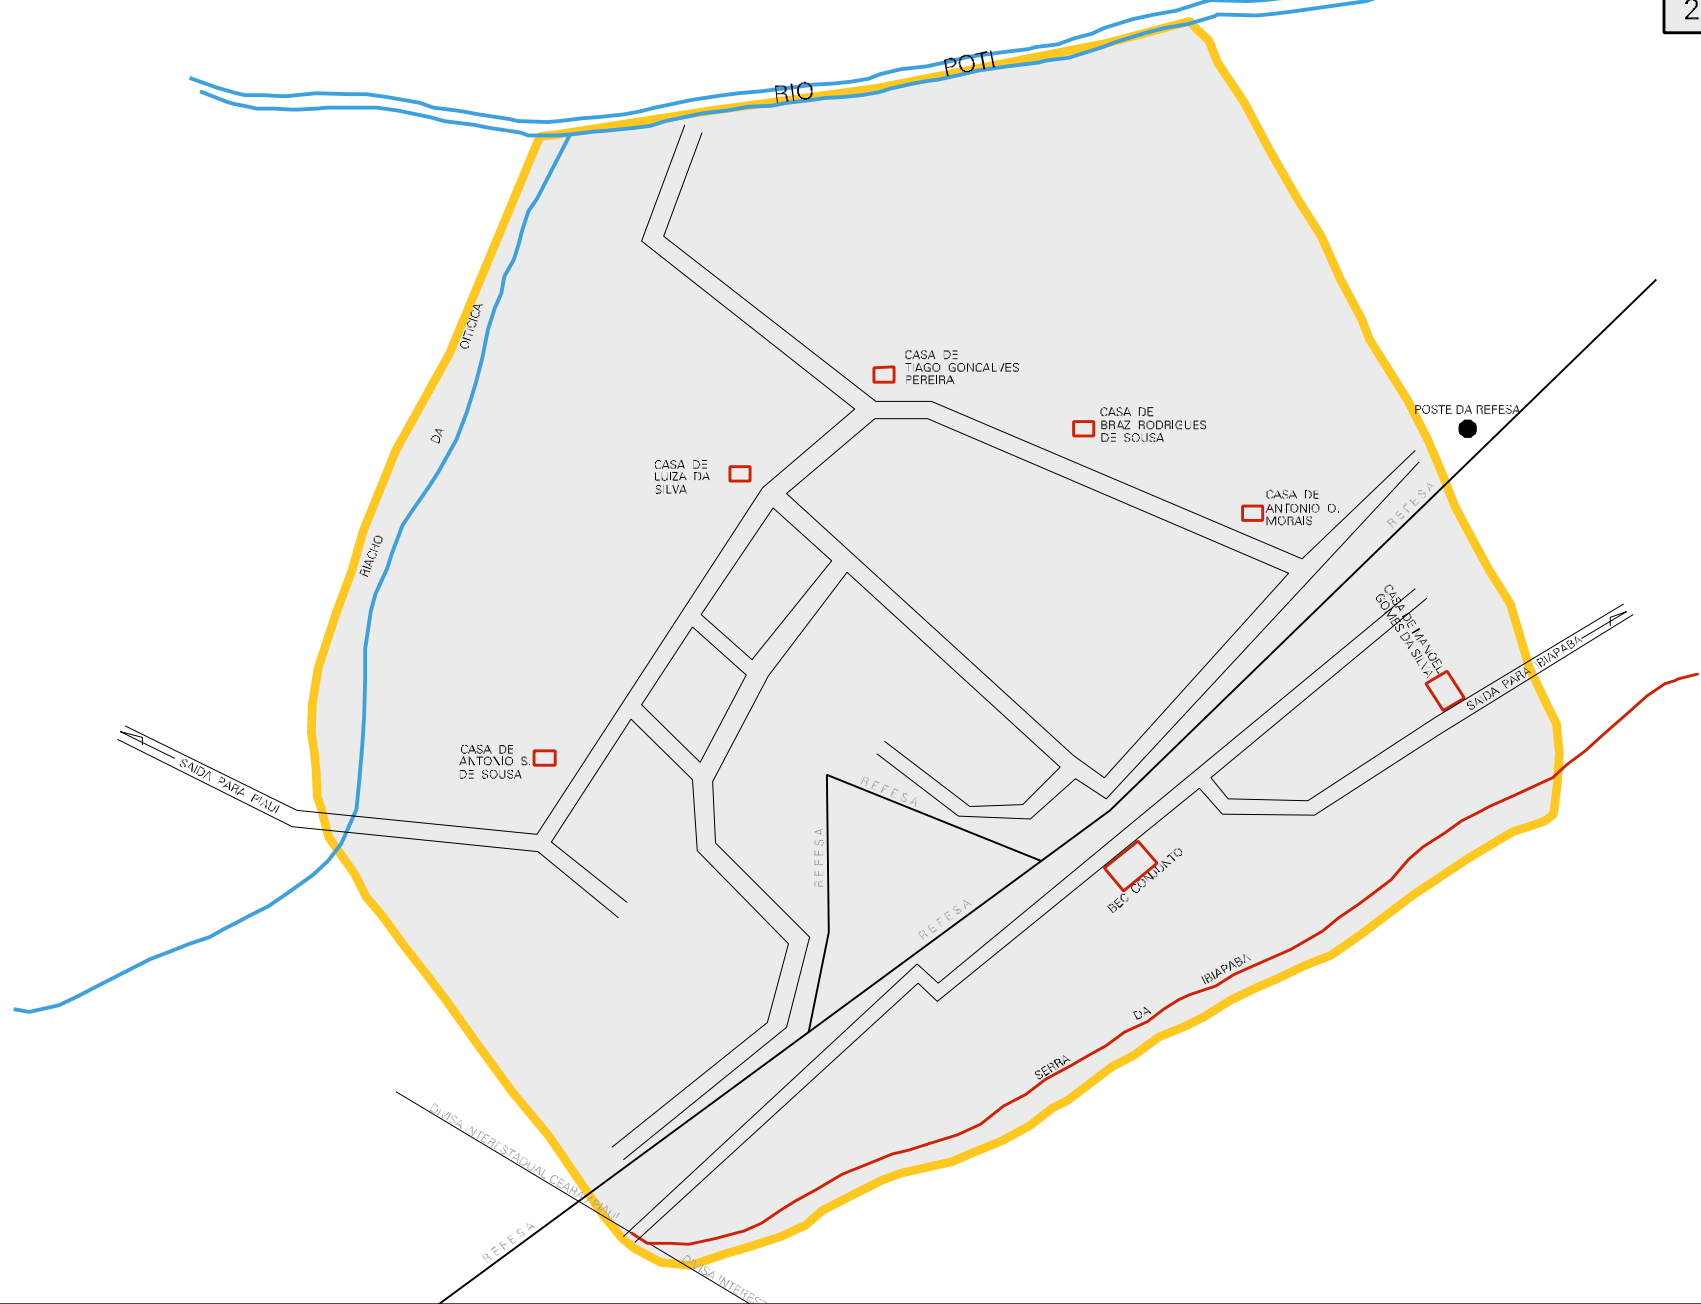 2
RIO POTI
OITICICA
DA
RIACHO
CASA DE
TIAGO GONCALVES
PEREIRA
CASA DE
BRAZ RODRIGUES
DE SOUSA
POSTE DA REFESA
CASA DE
LUIZA DA
SILVA
CASA DE
ANTONIO O.
MORAIS
REFESA
CASA DE MANOEL
GOMES DA SILVA
SAIDA PARA IBIAPABA
CASA DE
ANTONIO S.
DE SOUSA
SAIDA PARA PIAUI
REFESA
REFESA
BEC CONJUNTO
REFESA
IBIAPABA
DA
SERRA
DIVISA INTERESTADUAL CEARA/PIAUI
REFESA
DIVISA INTEREST